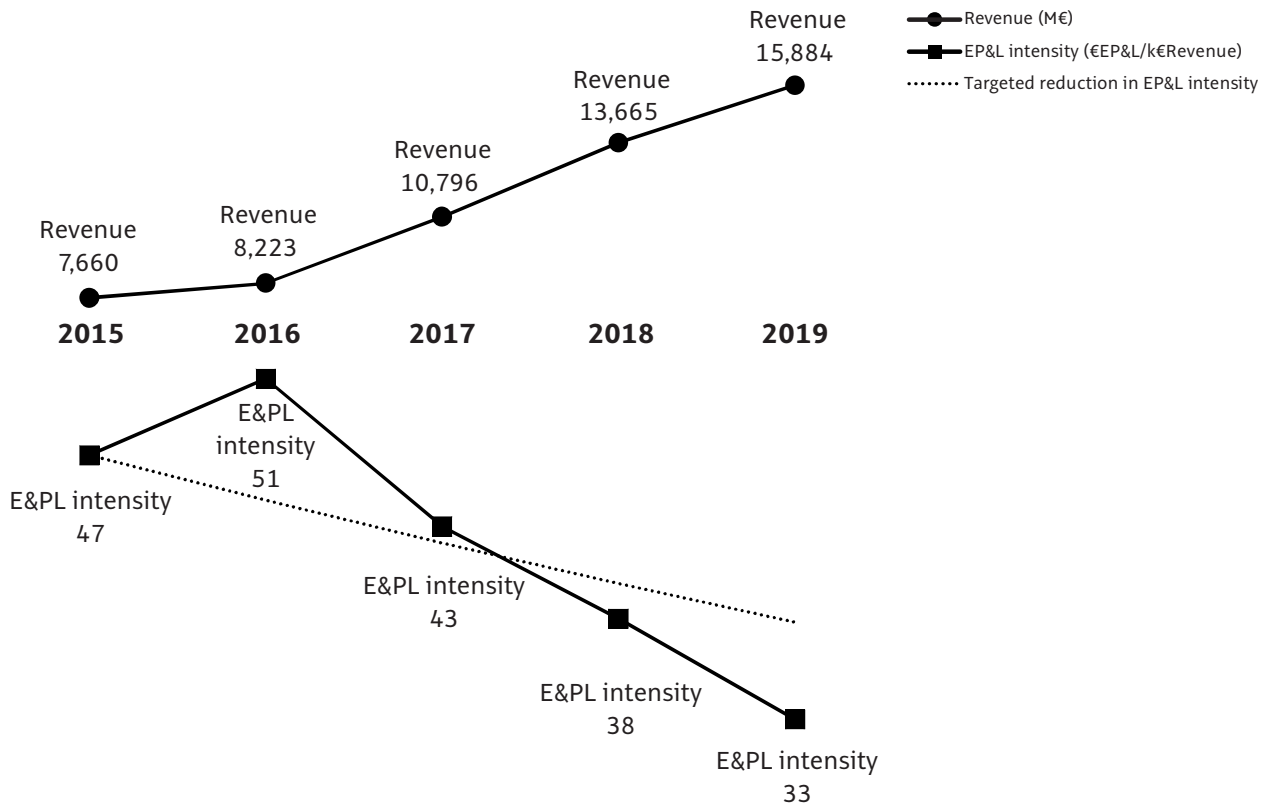 Revenue
15,884
Revenue (M€)
EP&L intensity (€EP&L/k€Revenue)
Targeted reduction in EP&L intensity
Revenue
13,665
Revenue
10,796
Revenue
8,223
Revenue
7,660
2015
2016
2017
2018
2019
E&PL
intensity
51
E&PL intensity
47
E&PL intensity
43
E&PL intensity
38
E&PL intensity
33